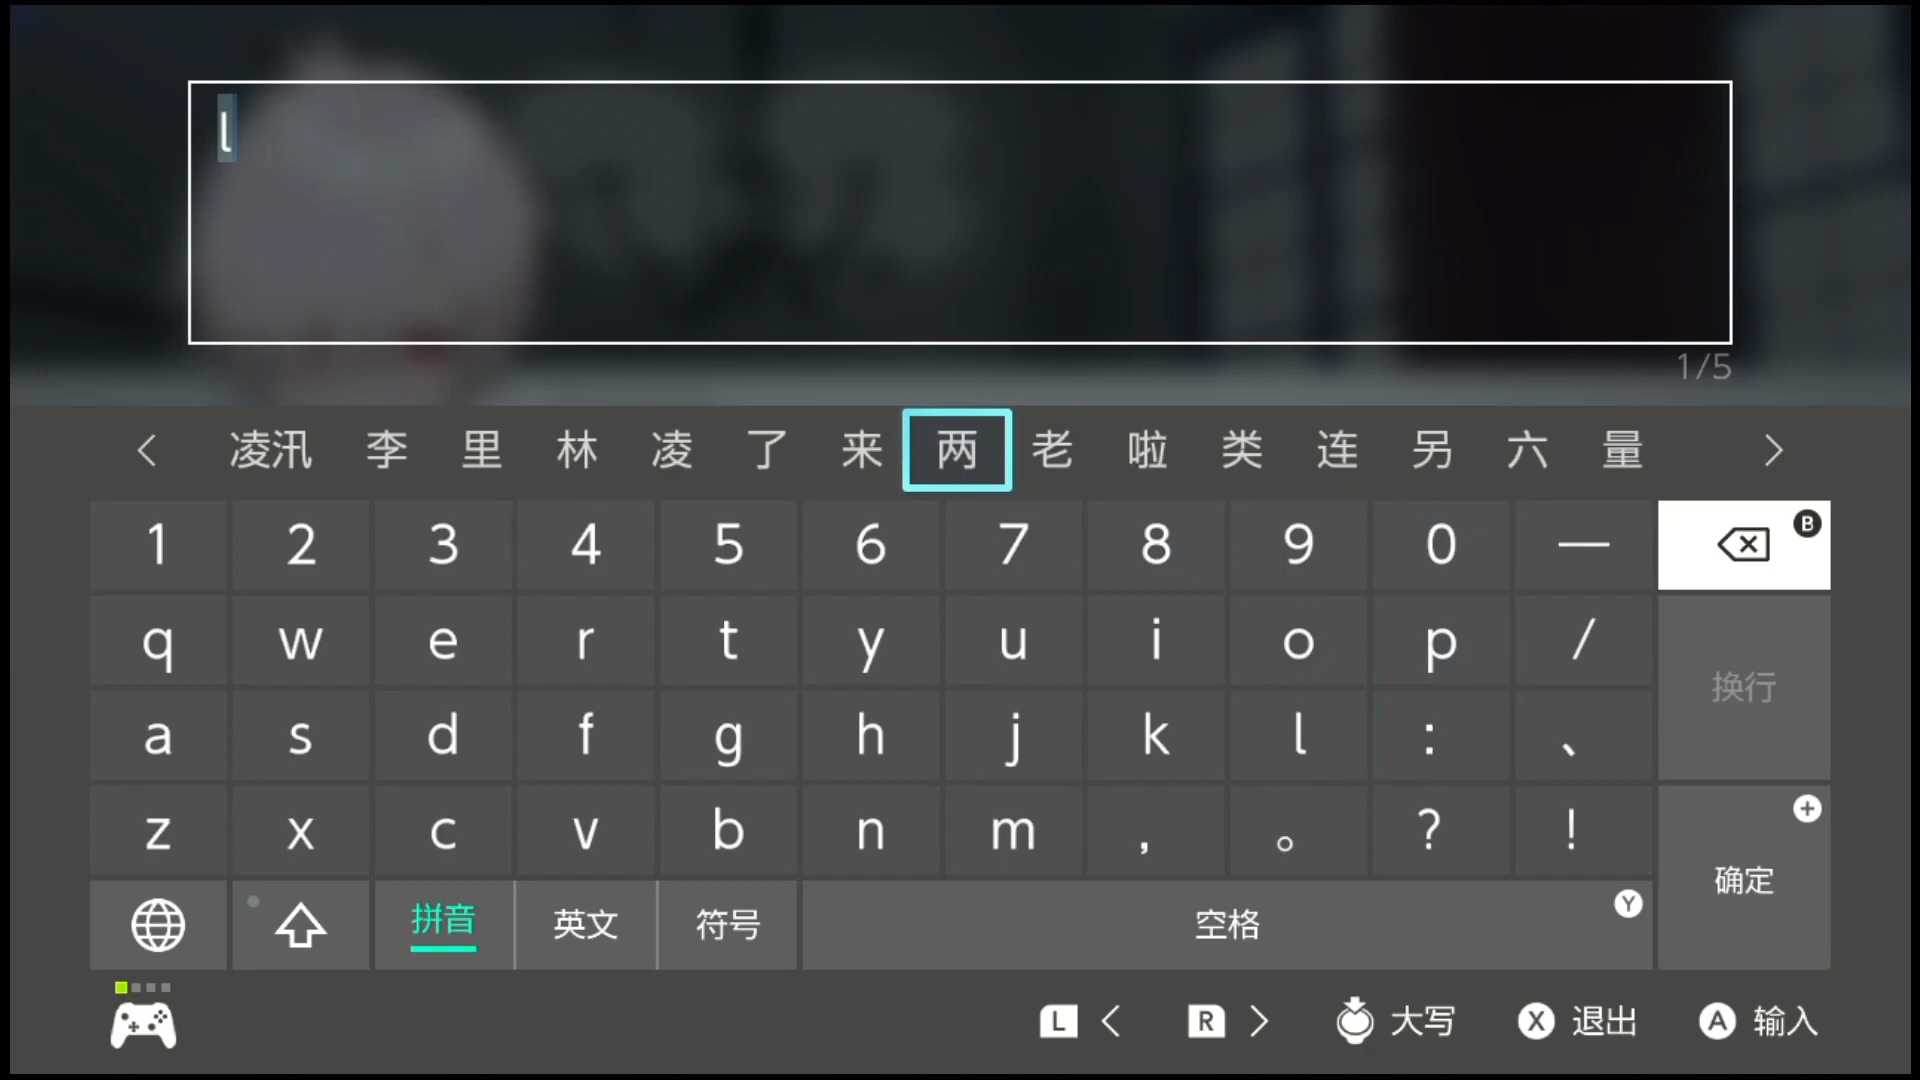 l
1/5
凌汛 李 里 林 凌 了 来 两 老 啦 类 连 另 六 量
1 2 3 4 5 6 7 8 9 0 — B
q w e r t y u i o p /
换行
a s d f g h j k l : 、
z x c v b n m , 。 ? ! +
确定
拼音 英文 符号 空格 Y
L < R > 大写 X 退出 A 输入